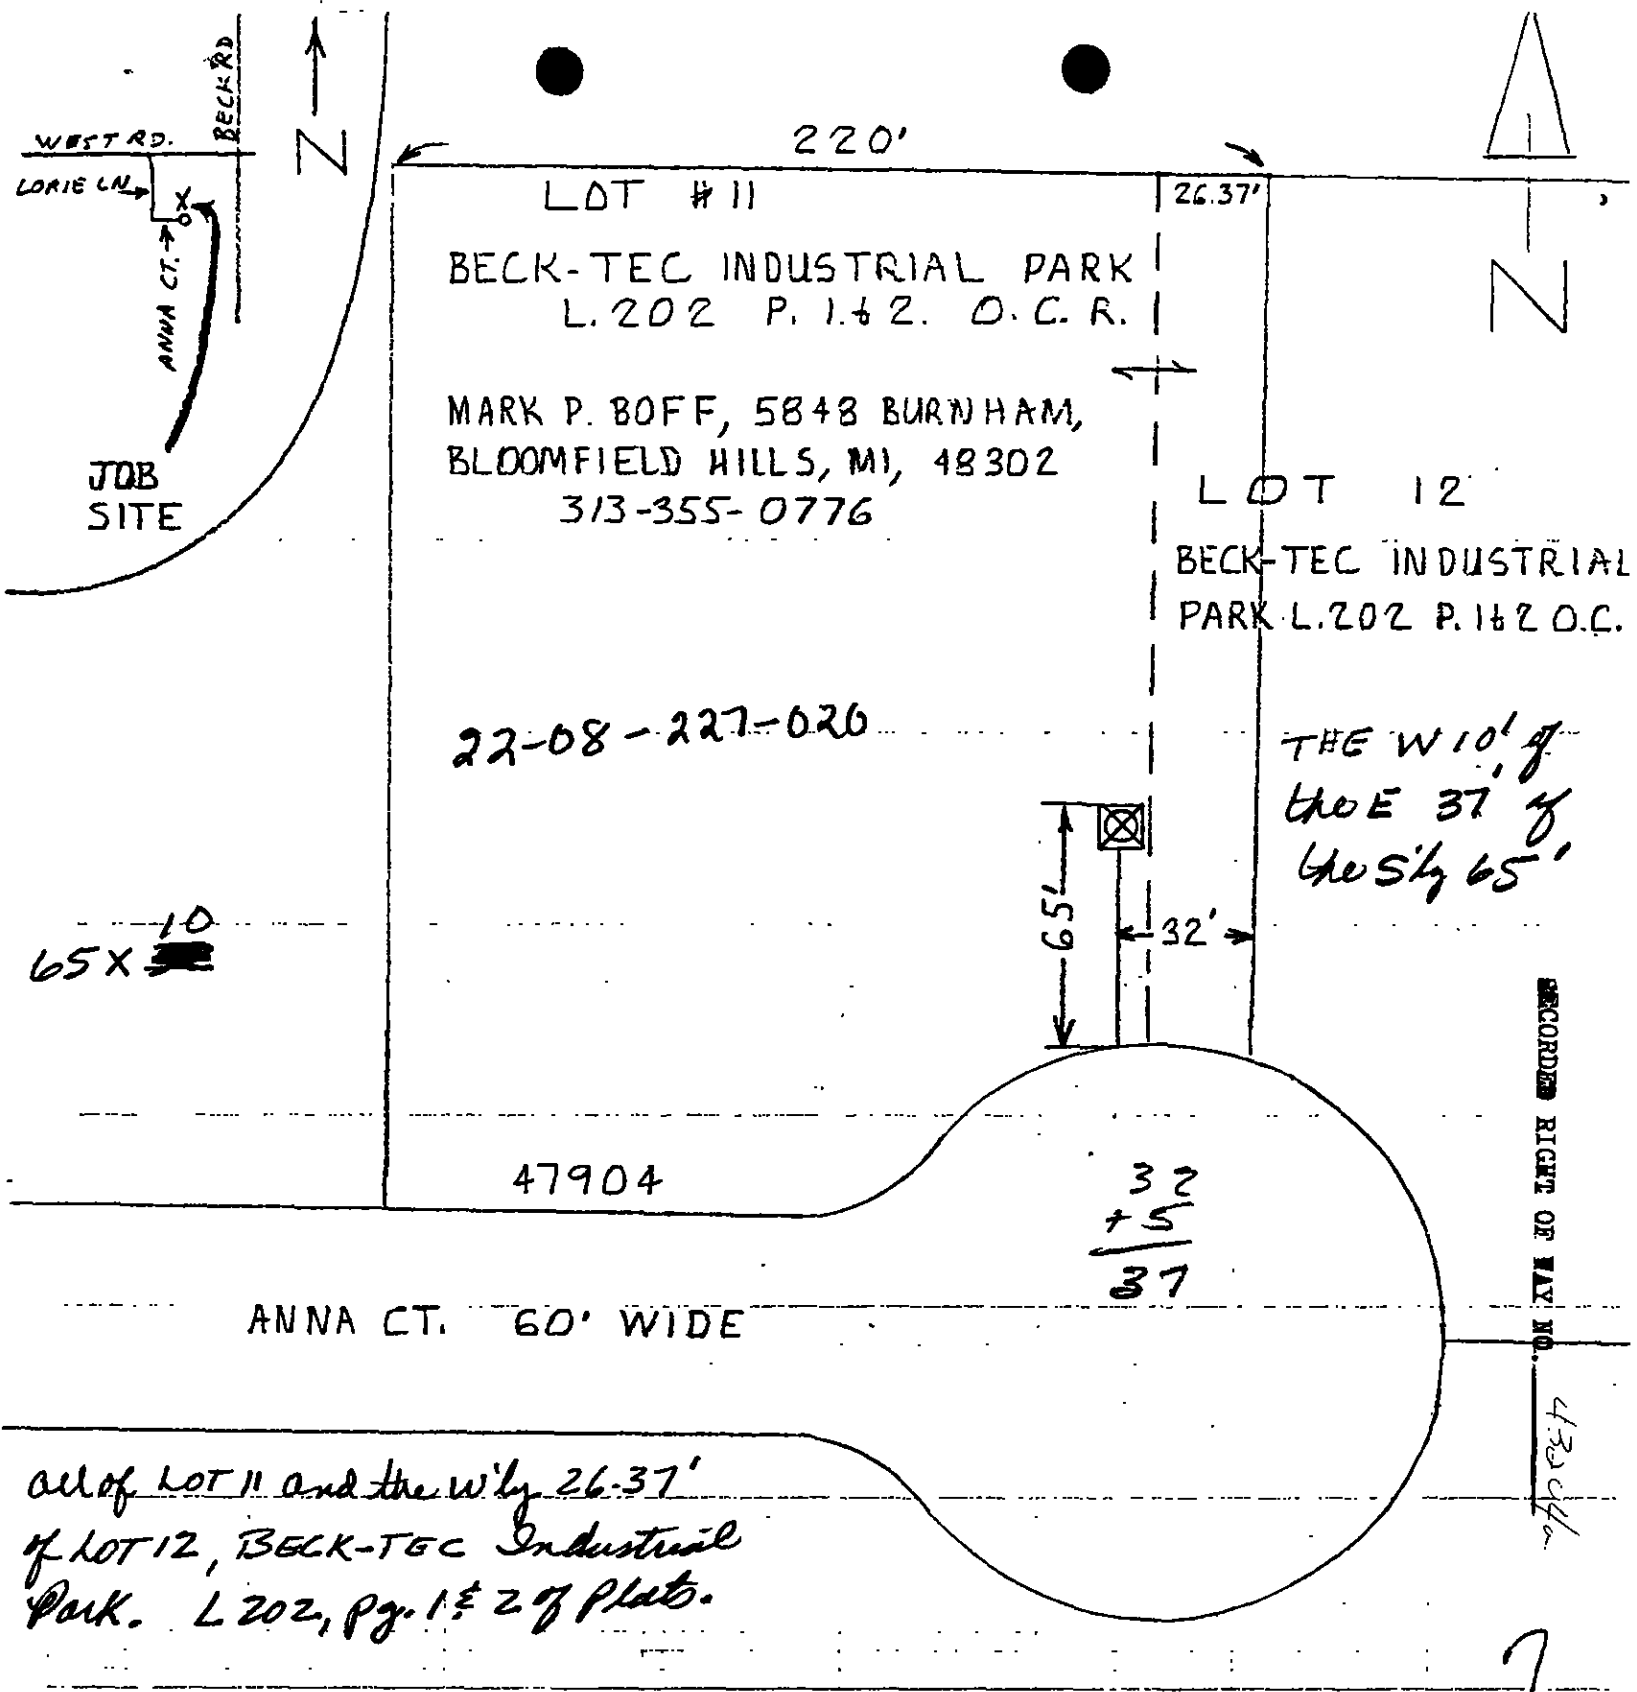 WEST RD.
BECK RD
N
LORIE LN
X
ANNA CT.
JOB
SITE
220'
26.37'
N
LOT #11
BECK-TEC INDUSTRIAL PARK
L.202 P. 1.&2. O.C.R.
MARK P. BOFF, 5848 BURNHAM,
BLOOMFIELD HILLS, MI, 48302
313-355-0776
LOT 12
BECK-TEC INDUSTRIAL
PARK L.202 P.1&2 O.C.
22-08-227-020
THE W 10' of
the E 37' of
the S'ly 65'
65'
32'
10
65 X
47904
32
+ 5
37
ANNA CT. 60' WIDE
RECORDED RIGHT OF WAY NO.
all of LOT 11 and the W'ly 26.37'
of LOT 12, BECK-TEC Industrial
Park. L 202, pg. 1 & 2 of Plats.